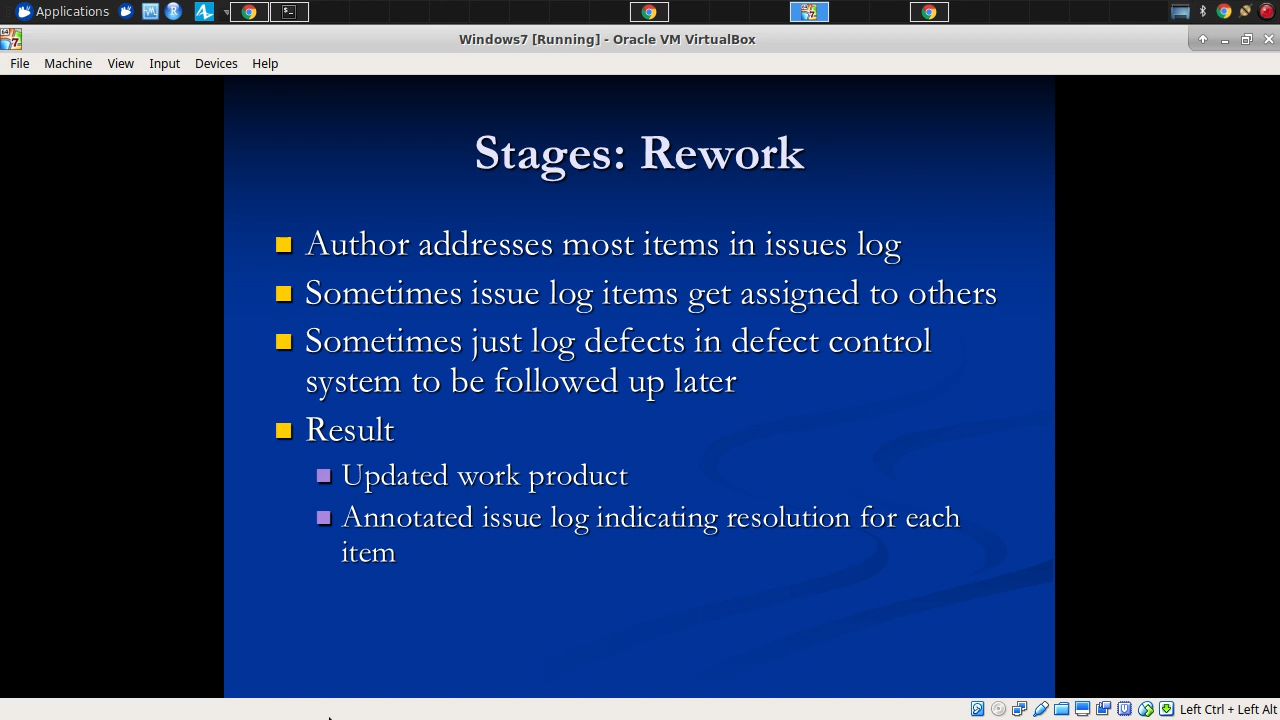 Applications
Windows7 [Running] - Oracle VM VirtualBox
File Machine View Input Devices Help
Stages: Rework
Author addresses most items in issues log
Sometimes issue log items get assigned to others
Sometimes just log defects in defect control
system to be followed up later
Result
Updated work product
Annotated issue log indicating resolution for each
item
Left Ctrl + Left Alt